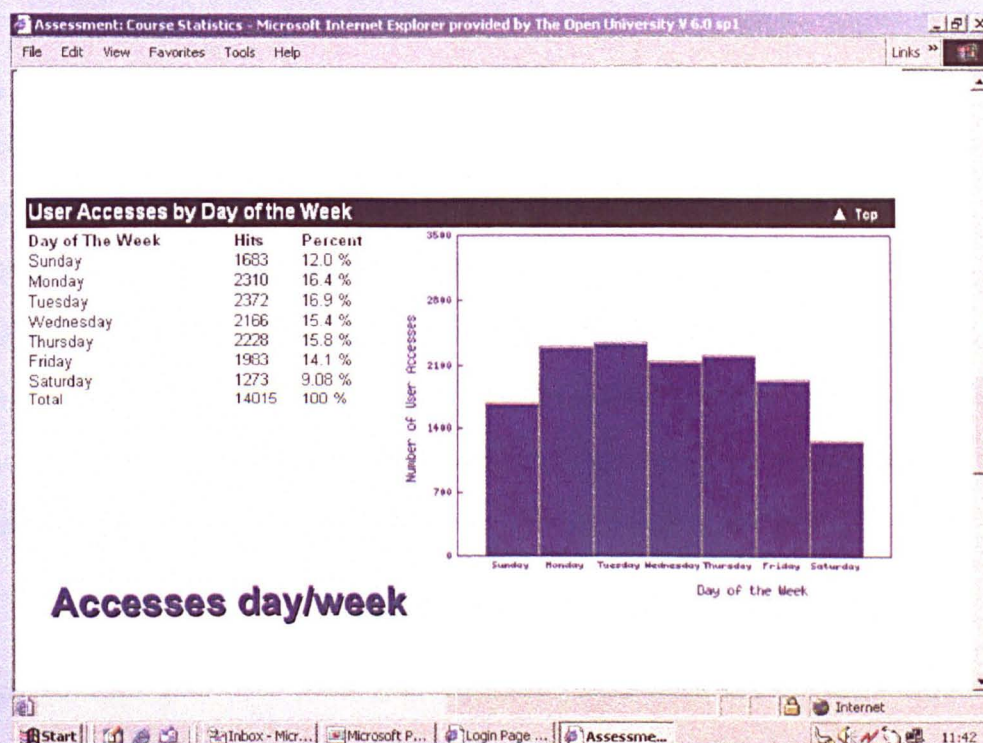 Assessment: Course Statistics - Microsoft Internet Explorer provided by The Open University V 6.0 sp1
File Edit View Favorites Tools Help Links »
User Accesses by Day of the Week Top
Day of The Week Hits Percent
Sunday 1683 12.0 %
Monday 2310 16.4 %
Tuesday 2372 16.9 %
Wednesday 2166 15.4 %
Thursday 2228 15.8 %
Friday 1983 14.1 %
Saturday 1273 9.08 %
Total 14015 100 %
3500
2800
2100
1400
700
0
Number of User Accesses
Sunday Monday Tuesday Wednesday Thursday Friday Saturday
Day of the Week
Accesses day/week
Internet
Start Inbox - Micr... Microsoft P... Login Page ... Assessme... 11:42